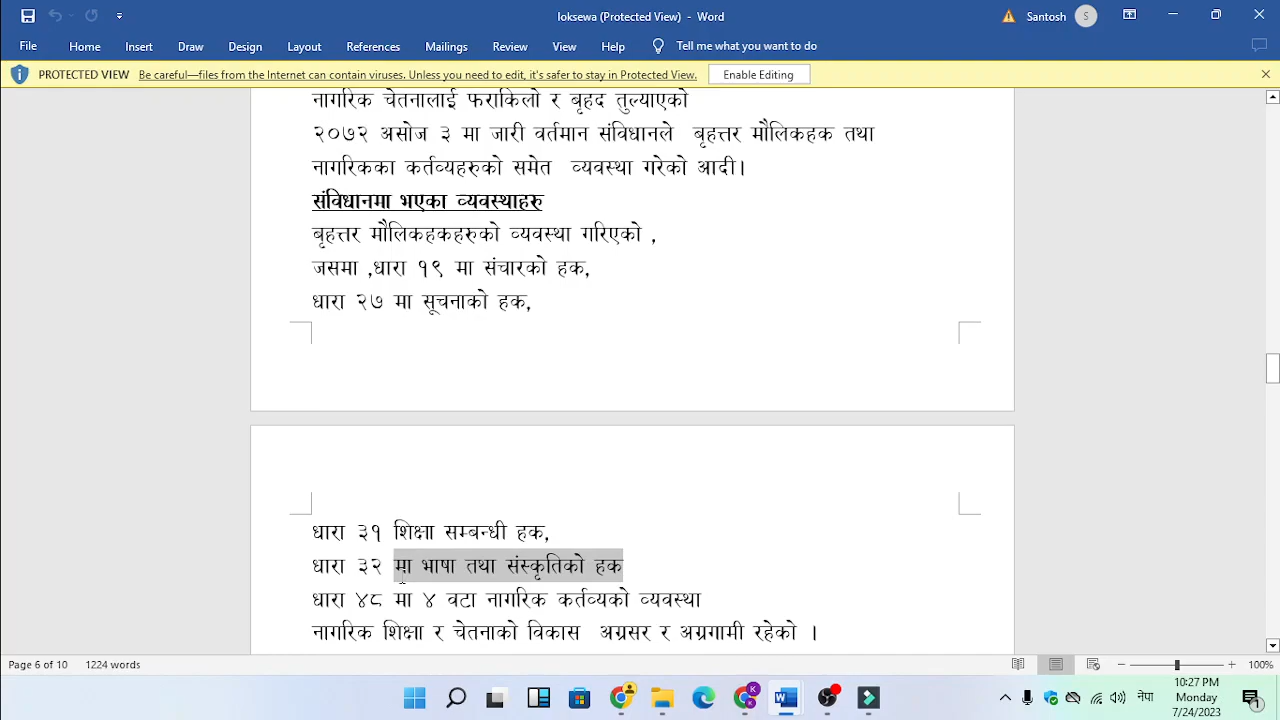 loksewa (Protected View) - Word
Santosh S
File Home Insert Draw Design Layout References Mailings Review View Help Tell me what you want to do
PROTECTED VIEW Be careful—files from the Internet can contain viruses. Unless you need to edit, it's safer to stay in Protected View. Enable Editing
नागरिक चेतनालाई फराकिलो र बृहद तुल्याएको
२०७२ असोज ३ मा जारी वर्तमान संविधानले बृहत्तर मौलिकहक तथा
नागरिकका कर्तव्यहरुको समेत व्यवस्था गरेको आदी।
संविधानमा भएका व्यवस्थाहरु
बृहत्तर मौलिकहकहरुको व्यवस्था गरिएको ,
जसमा ,धारा १९ मा संचारको हक,
धारा २७ मा सूचनाको हक,
धारा ३१ शिक्षा सम्बन्धी हक,
धारा ३२ मा भाषा तथा संस्कृतिको हक
धारा ४८ मा ४ वटा नागरिक कर्तव्यको व्यवस्था
नागरिक शिक्षा र चेतनाको विकास अग्रसर र अग्रगामी रहेको ।
Page 6 of 10 1224 words 100%
नेपा
10:27 PM
Monday
7/24/2023